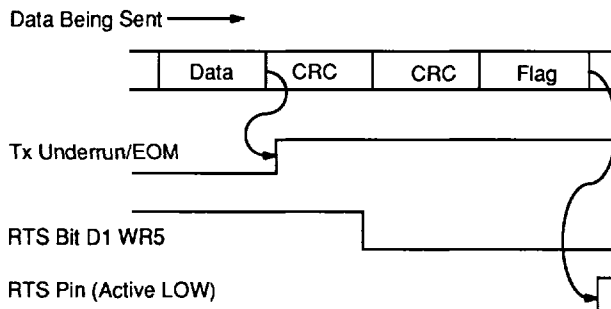 Data Being Sent
Data CRC CRC Flag
Tx Underrun/EOM
RTS Bit D1 WR5
RTS Pin (Active LOW)